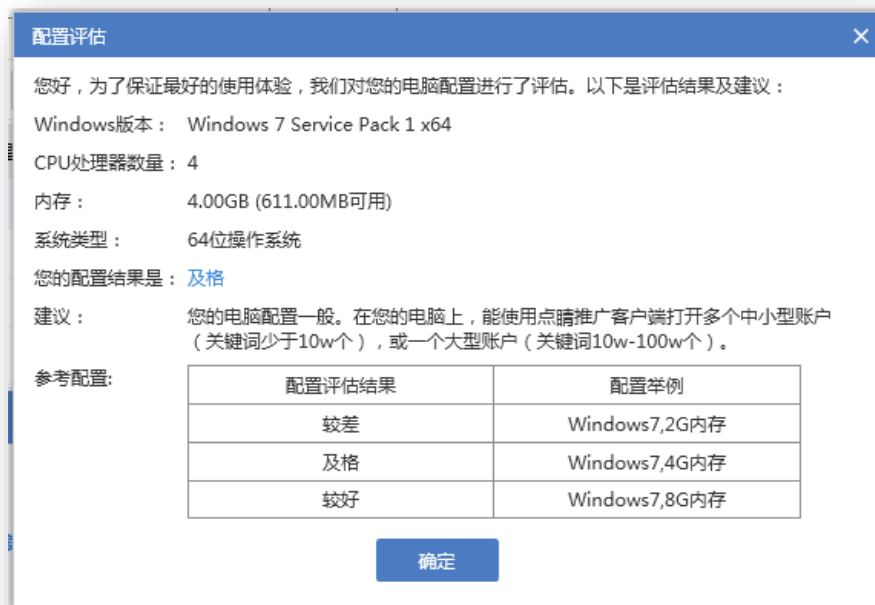 配置评估
您好，为了保证最好的使用体验，我们对您的电脑配置进行了评估。以下是评估结果及建议：
Windows版本： Windows 7 Service Pack 1 x64
CPU处理器数量： 4
内存： 4.00GB (611.00MB可用)
系统类型： 64位操作系统
您的配置结果是： 及格
建议： 您的电脑配置一般。在您的电脑上，能使用点睛推广客户端打开多个中小型账户
（关键词少于10w个），或一个大型账户（关键词10w-100w个）。
参考配置:
配置评估结果 配置举例
较差 Windows7,2G内存
及格 Windows7,4G内存
较好 Windows7,8G内存
确定